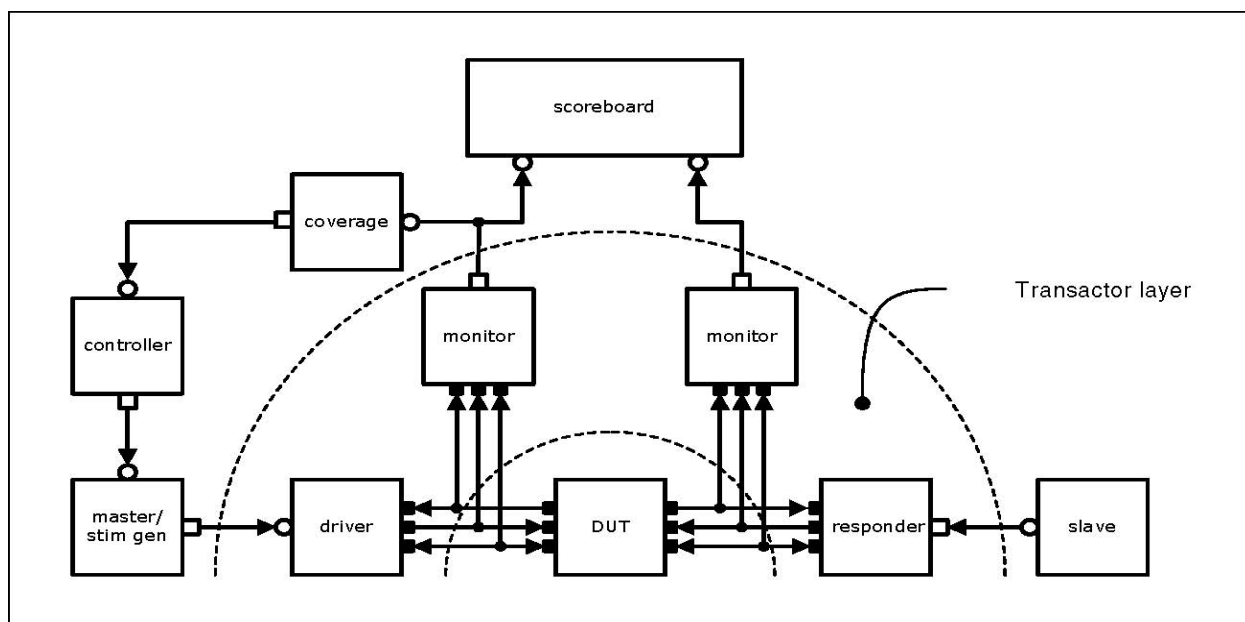 scoreboard
coverage
Transactor layer
controller
monitor
monitor
master/
stim gen
driver
DUT
responder
slave